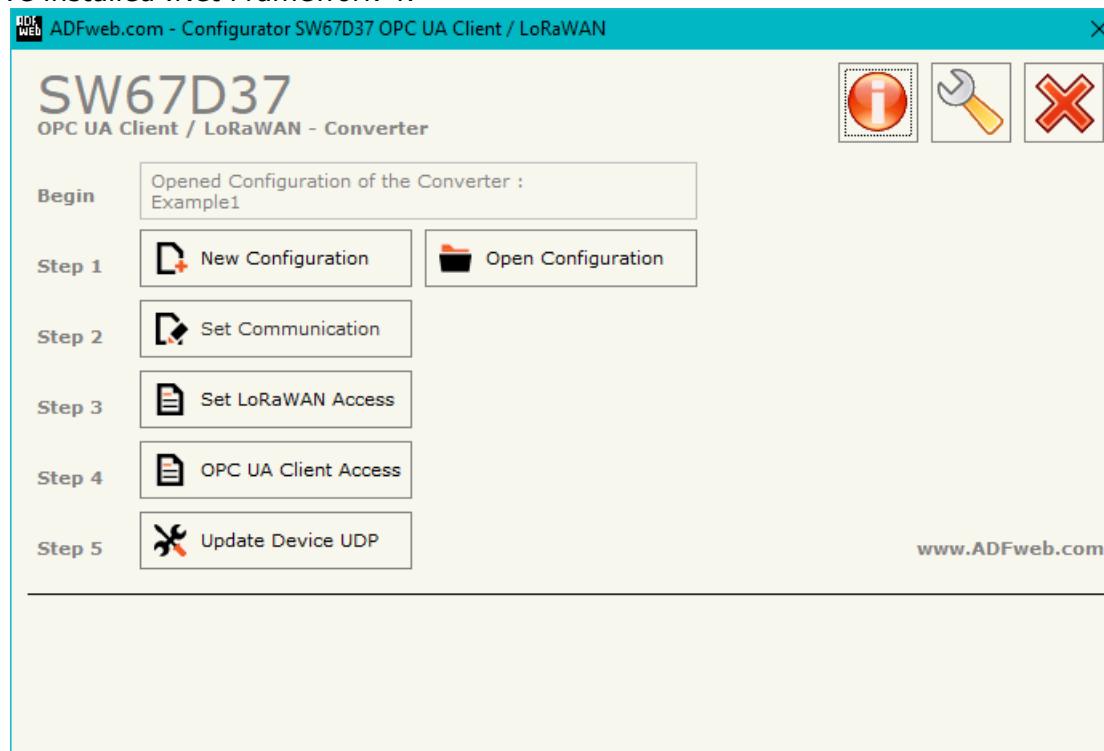 ADF
WEB
ADFweb.com - Configurator SW67D37 OPC UA Client / LoRaWAN
SW67D37
OPC UA Client / LoRaWAN - Converter
Begin
Opened Configuration of the Converter :
Example1
Step 1
New Configuration
Open Configuration
Step 2
Set Communication
Step 3
Set LoRaWAN Access
Step 4
OPC UA Client Access
Step 5
Update Device UDP
www.ADFweb.com